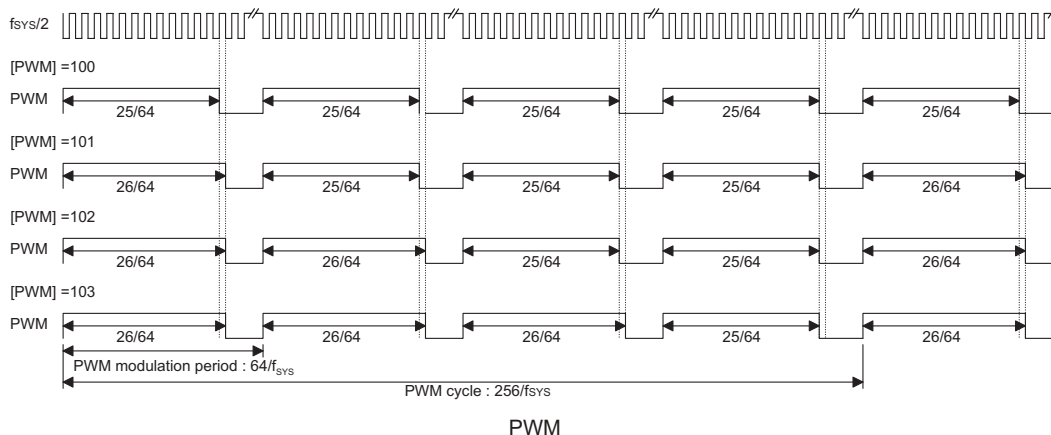 fSYS/2
[PWM] =100
PWM
25/64 25/64 25/64 25/64 25/64
[PWM] =101
PWM
26/64 25/64 25/64 25/64 26/64
[PWM] =102
PWM
26/64 26/64 25/64 25/64 26/64
[PWM] =103
PWM
26/64 26/64 26/64 25/64 26/64
PWM modulation period : 64/fSYS
PWM cycle : 256/fSYS
PWM